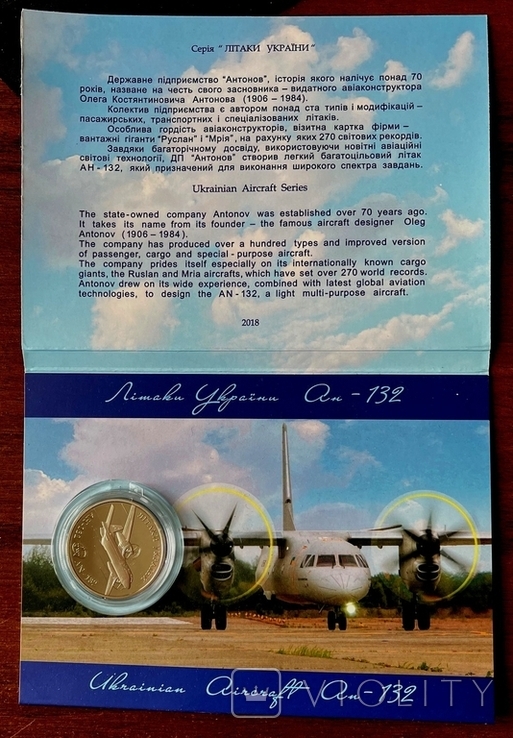 Серія " ЛІТАКИ УКРАЇНИ "
Державне підприємство "Антонов", історія якого налічує понад 70
років, назване на честь свого засновника – видатного авіаконструктора
Олега Костянтиновича Антонова (1906 – 1984).
Колектив підприємства є автором понад ста типів і модифікацій –
пасажирських, транспортних і спеціалізованих літаків.
Особлива гордість авіаконструкторів, візитна картка фірми –
вантажні гіганти "Руслан" і "Мрія", на рахунку яких 270 світових рекордів.
Завдяки багаторічному досвіду, використовуючи новітні авіаційні
світові технології, ДП "Антонов" створив легкий багатоцільовий літак
АН - 132, який призначений для виконання широкого спектра завдань.
Ukrainian Aircraft Series
The state-owned company Antonov was established over 70 years ago.
It takes its name from its founder – the famous aircraft designer Oleg
Antonov (1906 – 1984).
The company has produced over a hundred types and improved version
of passenger, cargo and special - purpose aircraft.
The company prides itself especially on its internationally known cargo
giants, the Ruslan and Mria aircrafts, which have set over 270 world records.
Antonov drew on its wide experience, combined with latest global aviation
technologies, to design the AN - 132, a light multi-purpose aircraft.
2018
Літаки України Ан - 132
Ukrainian Aircraft An - 132
VIOLITY